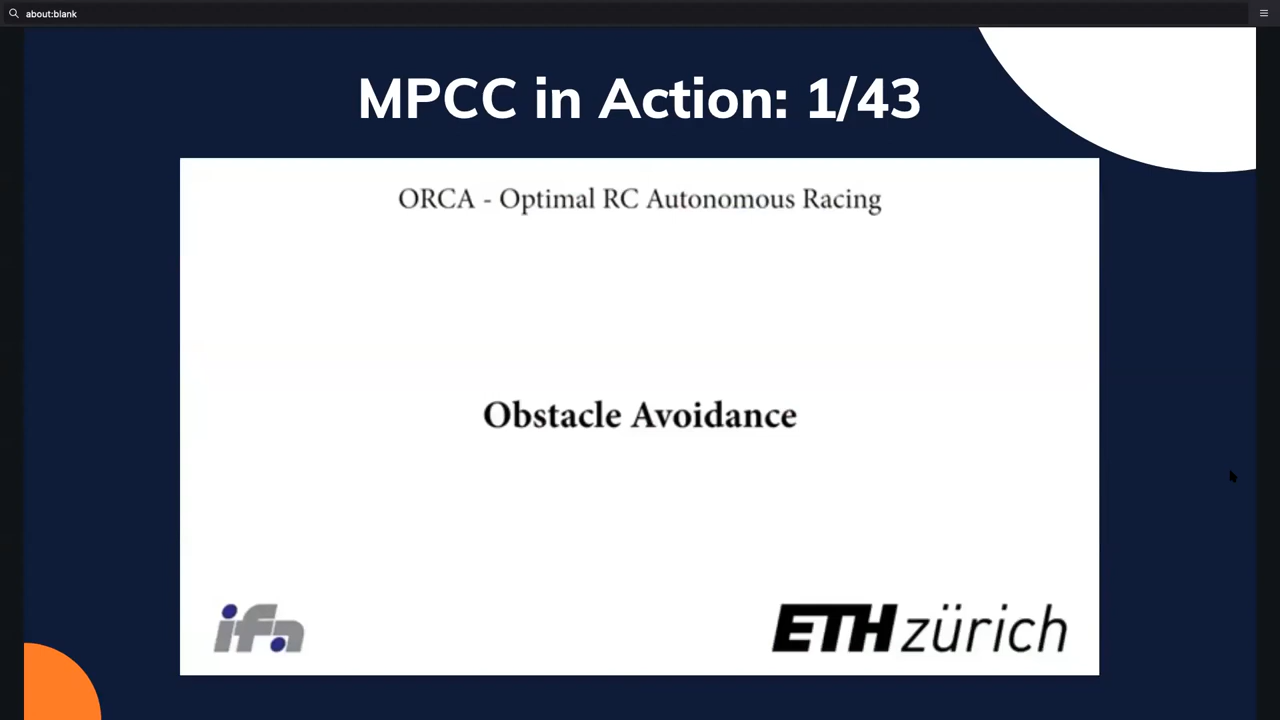 about:blank
MPCC in Action: 1/43
ORCA - Optimal RC Autonomous Racing
Obstacle Avoidance
ifa
ETH zürich